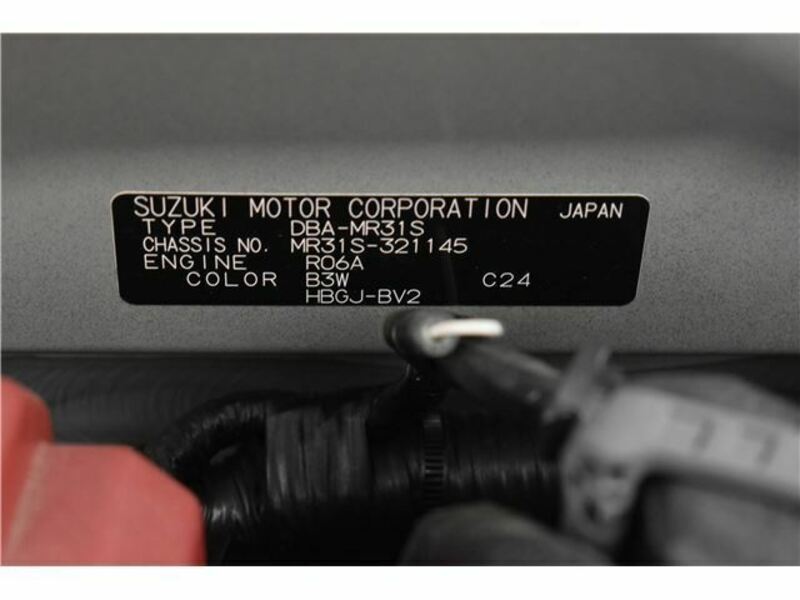 SUZUKI MOTOR CORPORATION JAPAN
TYPE DBA-MR31S
CHASSIS NO. MR31S-321145
ENGINE R06A
COLOR B3W C24
HBGJ-BV2